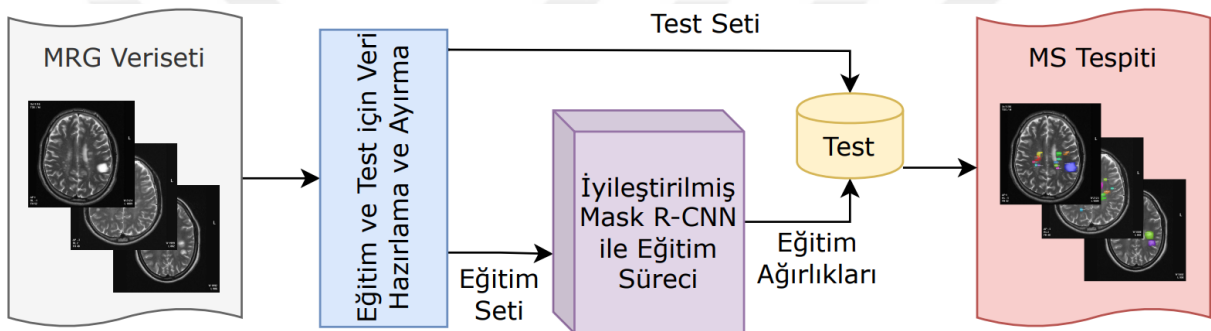 MRG Veriseti
Eğitim ve Test için Veri
Hazırlama ve Ayırma
Test Seti
Eğitim
Seti
İyileştirilmiş
Mask R-CNN
ile Eğitim
Süreci
Eğitim
Ağırlıkları
Test
MS Tespiti